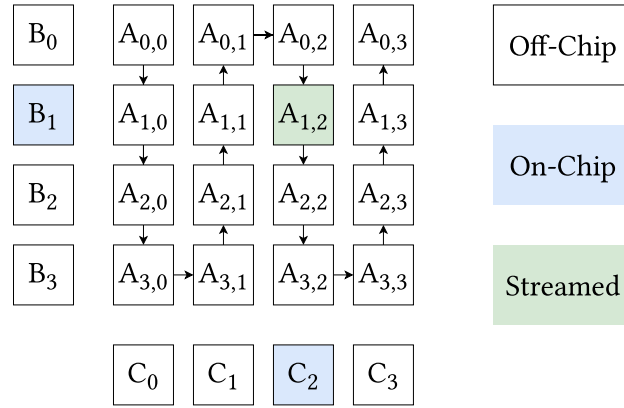 B₀ A₀,₀ A₀,₁ A₀,₂ A₀,₃ Off-Chip
B₁ A₁,₀ A₁,₁ A₁,₂ A₁,₃
On-Chip
B₂ A₂,₀ A₂,₁ A₂,₂ A₂,₃
B₃ A₃,₀ A₃,₁ A₃,₂ A₃,₃ Streamed
C₀ C₁ C₂ C₃